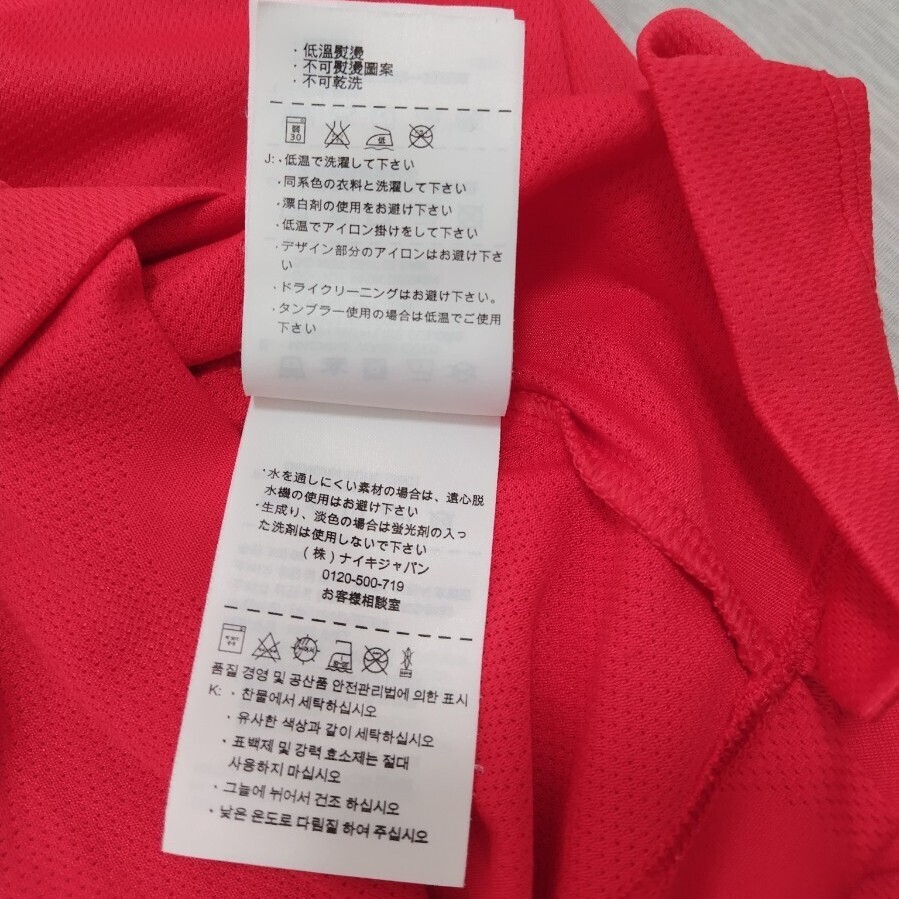 ・低溫熨燙
・不可熨燙圖案
・不可乾洗
弱
30
低
J:・低温で洗濯して下さい
・同系色の衣料と洗濯して下さい
・漂白剤の使用をお避け下さい
・低温でアイロン掛けをして下さい
・デザイン部分のアイロンはお避け下さ
い
・ドライクリーニングはお避け下さい。
・タンブラー使用の場合は低温でご使用
下さい
・水を通しにくい素材の場合は、遠心脱
水機の使用はお避け下さい
・生成り、淡色の場合は蛍光剤の入っ
た洗剤は使用しないで下さい
(株)ナイキジャパン
0120-500-719
お客様相談室
품질 경영 및 공산품 안전관리법에 의한 표시
K: ・찬물에서 세탁하십시오
・유사한 색상과 같이 세탁하십시오
・표백제 및 강력 효소제는 절대
사용하지 마십시오
・그늘에 뉘어서 건조 하십시오
・낮은 온도로 다림질 하여 주십시오